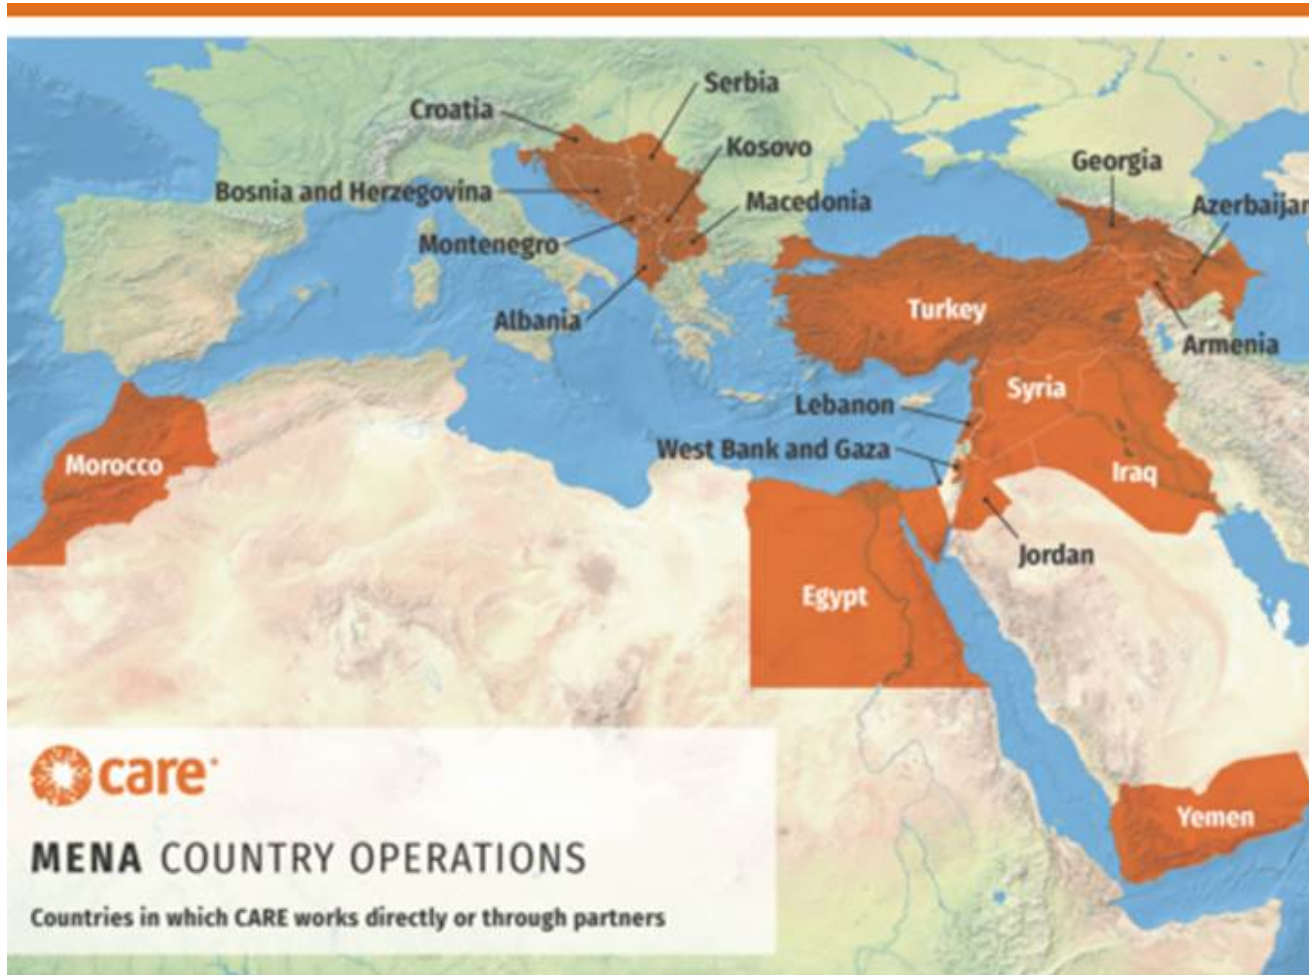 Serbia
Croatia
Kosovo
Georgia
Bosnia and Herzegovina
Macedonia
Azerbaijan
Montenegro
Turkey
Albania
Armenia
Syria
Lebanon
West Bank and Gaza
Morocco
Iraq
Jordan
Egypt
care
Yemen
MENA COUNTRY OPERATIONS
Countries in which CARE works directly or through partners